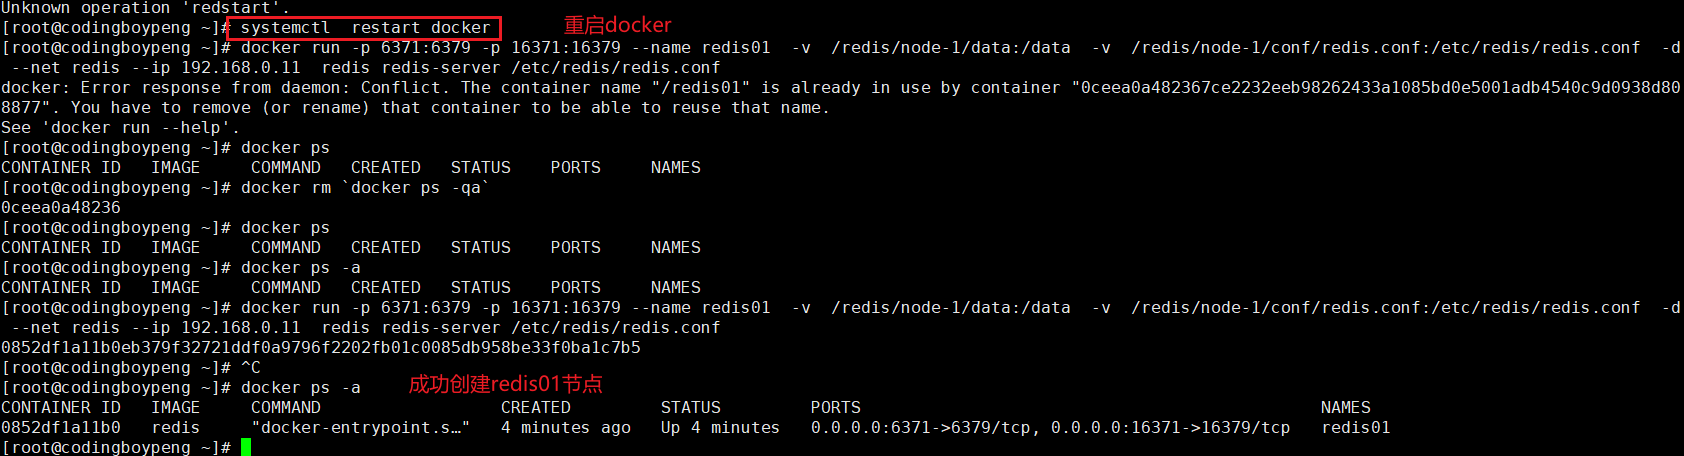 Unknown operation 'redstart'.
[root@codingboypeng ~]# systemctl  restart docker 重启docker
[root@codingboypeng ~]# docker run -p 6371:6379 -p 16371:16379 --name redis01  -v  /redis/node-1/data:/data  -v  /redis/node-1/conf/redis.conf:/etc/redis/redis.conf  -d
 --net redis --ip 192.168.0.11  redis redis-server /etc/redis/redis.conf
docker: Error response from daemon: Conflict. The container name "/redis01" is already in use by container "0ceea0a482367ce2232eeb98262433a1085bd0e5001adb4540c9d0938d80
8877". You have to remove (or rename) that container to be able to reuse that name.
See 'docker run --help'.
[root@codingboypeng ~]# docker ps
CONTAINER ID   IMAGE     COMMAND   CREATED   STATUS    PORTS     NAMES
[root@codingboypeng ~]# docker rm `docker ps -qa`
0ceea0a48236
[root@codingboypeng ~]# docker ps
CONTAINER ID   IMAGE     COMMAND   CREATED   STATUS    PORTS     NAMES
[root@codingboypeng ~]# docker ps -a
CONTAINER ID   IMAGE     COMMAND   CREATED   STATUS    PORTS     NAMES
[root@codingboypeng ~]# docker run -p 6371:6379 -p 16371:16379 --name redis01  -v  /redis/node-1/data:/data  -v  /redis/node-1/conf/redis.conf:/etc/redis/redis.conf  -d
 --net redis --ip 192.168.0.11  redis redis-server /etc/redis/redis.conf
0852df1a11b0eb379f32721ddf0a9796f2202fb01c0085db958be33f0ba1c7b5
[root@codingboypeng ~]# ^C
[root@codingboypeng ~]# docker ps -a 成功创建redis01节点
CONTAINER ID   IMAGE     COMMAND                  CREATED         STATUS         PORTS                                              NAMES
0852df1a11b0   redis     "docker-entrypoint.s…"   4 minutes ago   Up 4 minutes   0.0.0.0:6371->6379/tcp, 0.0.0.0:16371->16379/tcp   redis01
[root@codingboypeng ~]#